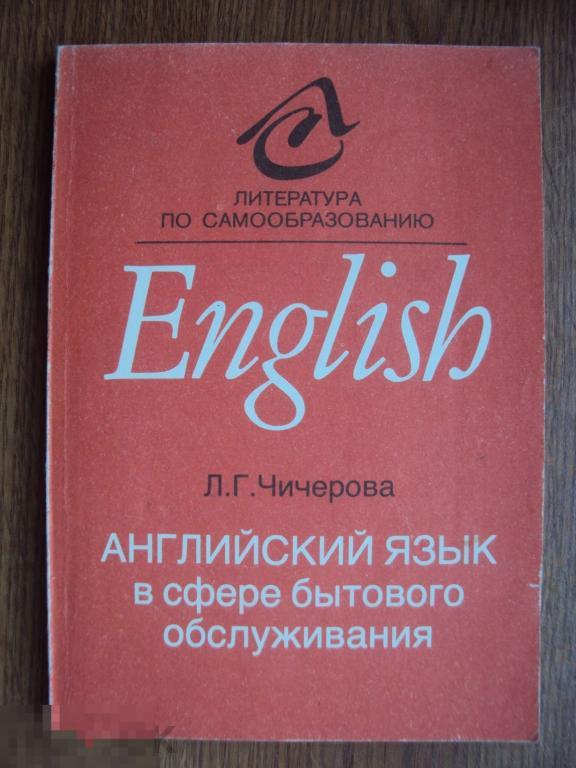 ЛИТЕРАТУРА
ПО САМООБРАЗОВАНИЮ
English
Л.Г.Чичерова
АНГЛИЙСКИЙ ЯЗЫК
в сфере бытового
обслуживания